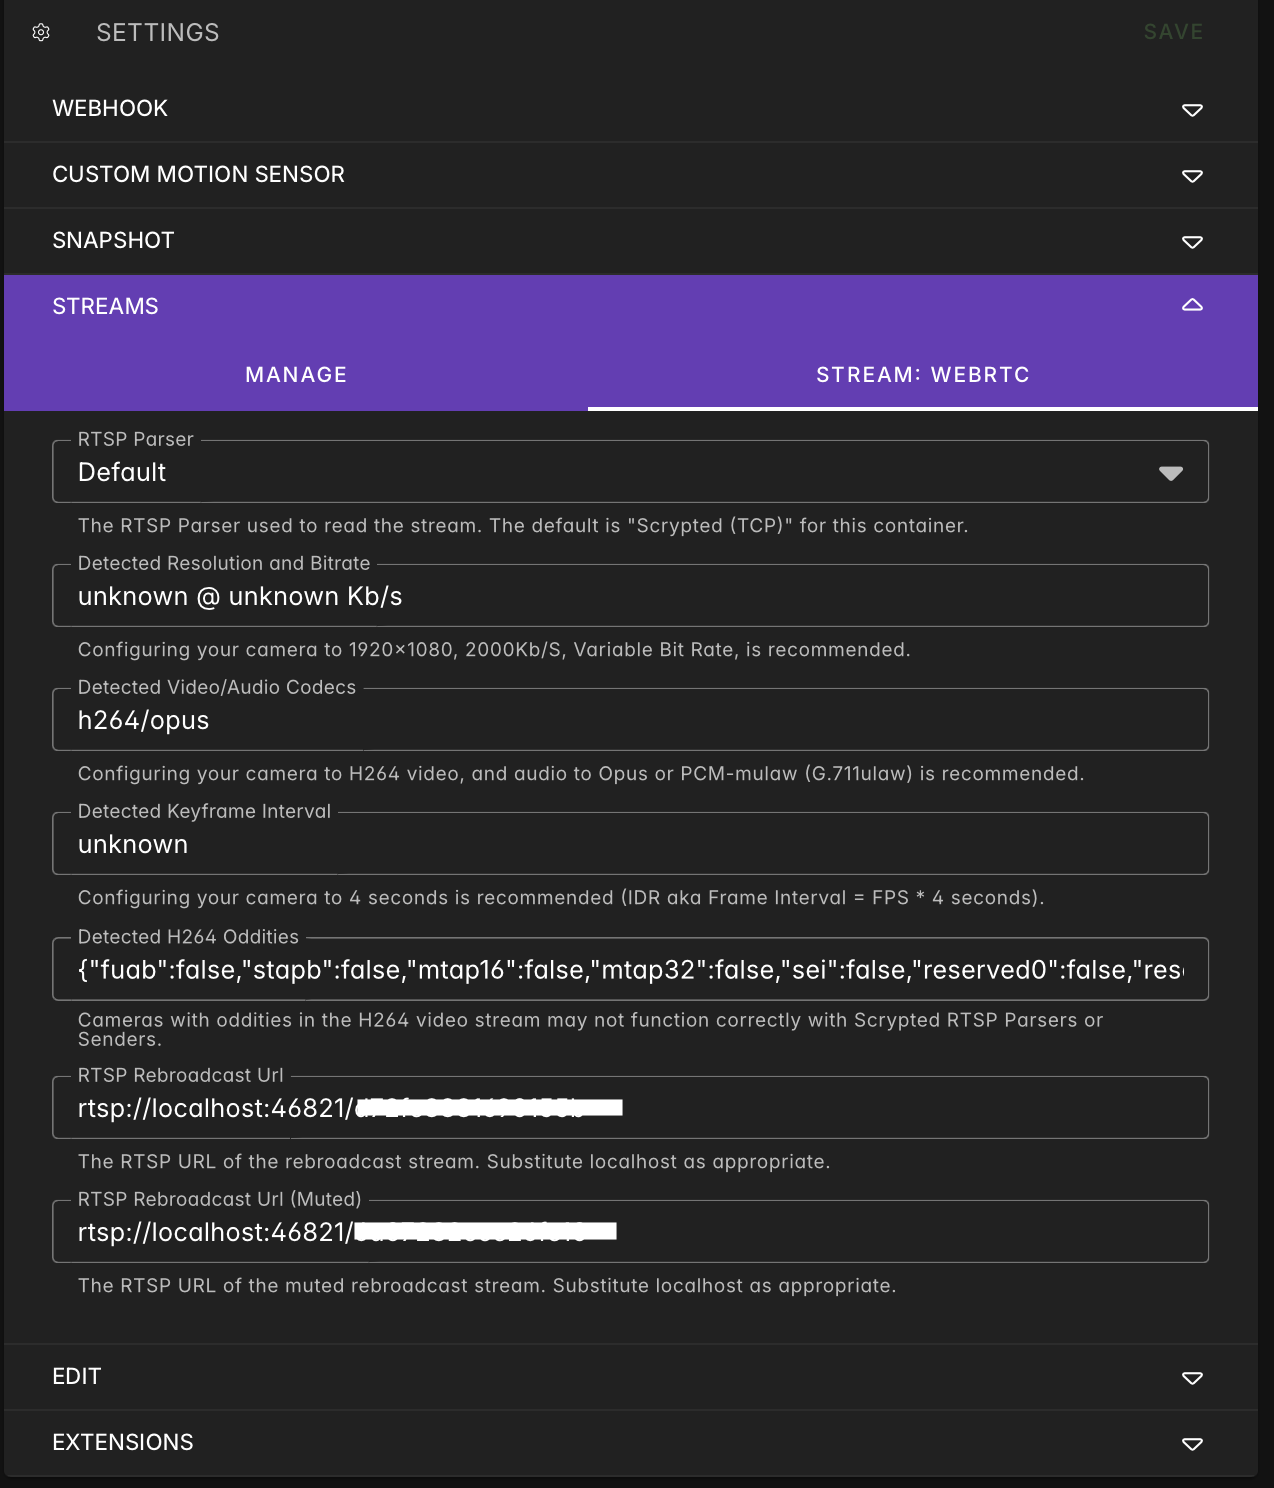 SETTINGS
SAVE
WEBHOOK
CUSTOM MOTION SENSOR
SNAPSHOT
STREAMS
MANAGE
STREAM: WEBRTC
RTSP Parser
Default
The RTSP Parser used to read the stream. The default is "Scrypted (TCP)" for this container.
Detected Resolution and Bitrate
unknown @ unknown Kb/s
Configuring your camera to 1920x1080, 2000Kb/S, Variable Bit Rate, is recommended.
Detected Video/Audio Codecs
h264/opus
Configuring your camera to H264 video, and audio to Opus or PCM-mulaw (G.711ulaw) is recommended.
Detected Keyframe Interval
unknown
Configuring your camera to 4 seconds is recommended (IDR aka Frame Interval = FPS * 4 seconds).
Detected H264 Oddities
{"fuab":false,"stapb":false,"mtap16":false,"mtap32":false,"sei":false,"reserved0":false,"res
Cameras with oddities in the H264 video stream may not function correctly with Scrypted RTSP Parsers or
Senders.
RTSP Rebroadcast Url
rtsp://localhost:46821/
The RTSP URL of the rebroadcast stream. Substitute localhost as appropriate.
RTSP Rebroadcast Url (Muted)
rtsp://localhost:46821/
The RTSP URL of the muted rebroadcast stream. Substitute localhost as appropriate.
EDIT
EXTENSIONS